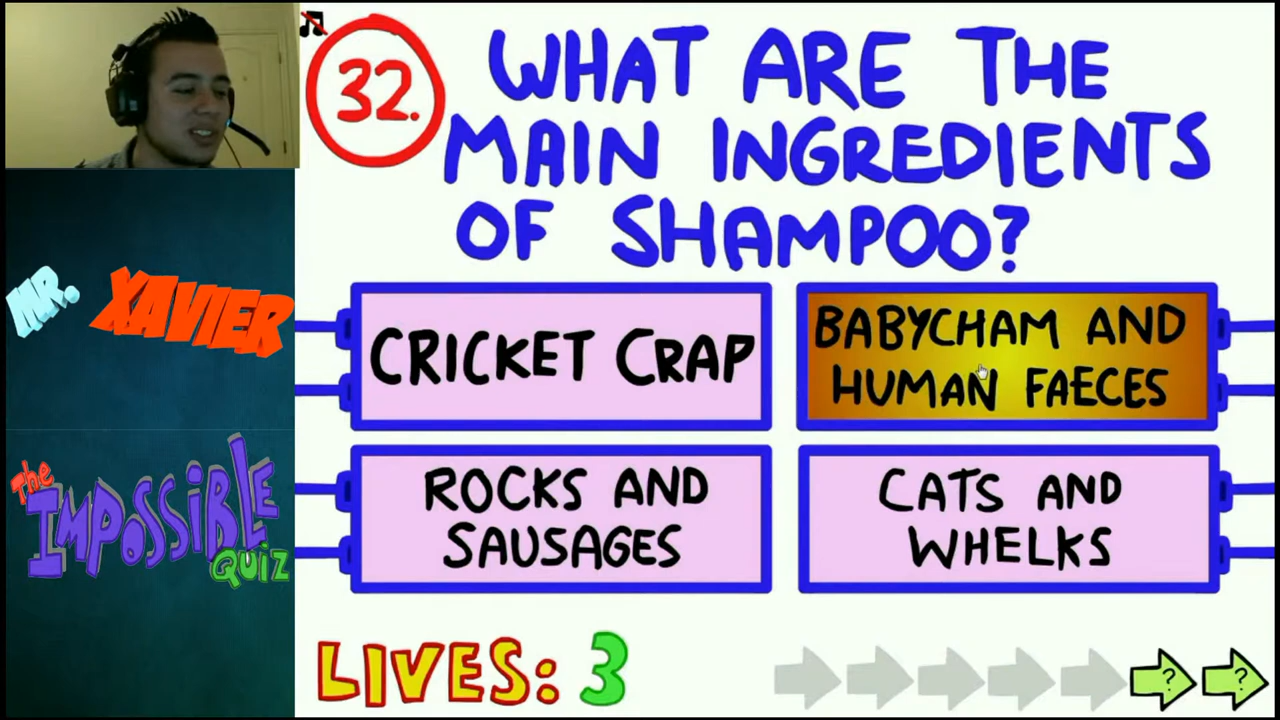 32.
WHAT ARE THE
MAIN INGREDIENTS
OF SHAMPOO?
MR. XAVIER
CRICKET CRAP
BABYCHAM AND
HUMAN FAECES
The
IMPOSSIBLE
QUIZ
ROCKS AND
SAUSAGES
CATS AND
WHELKS
LIVES: 3
? ?